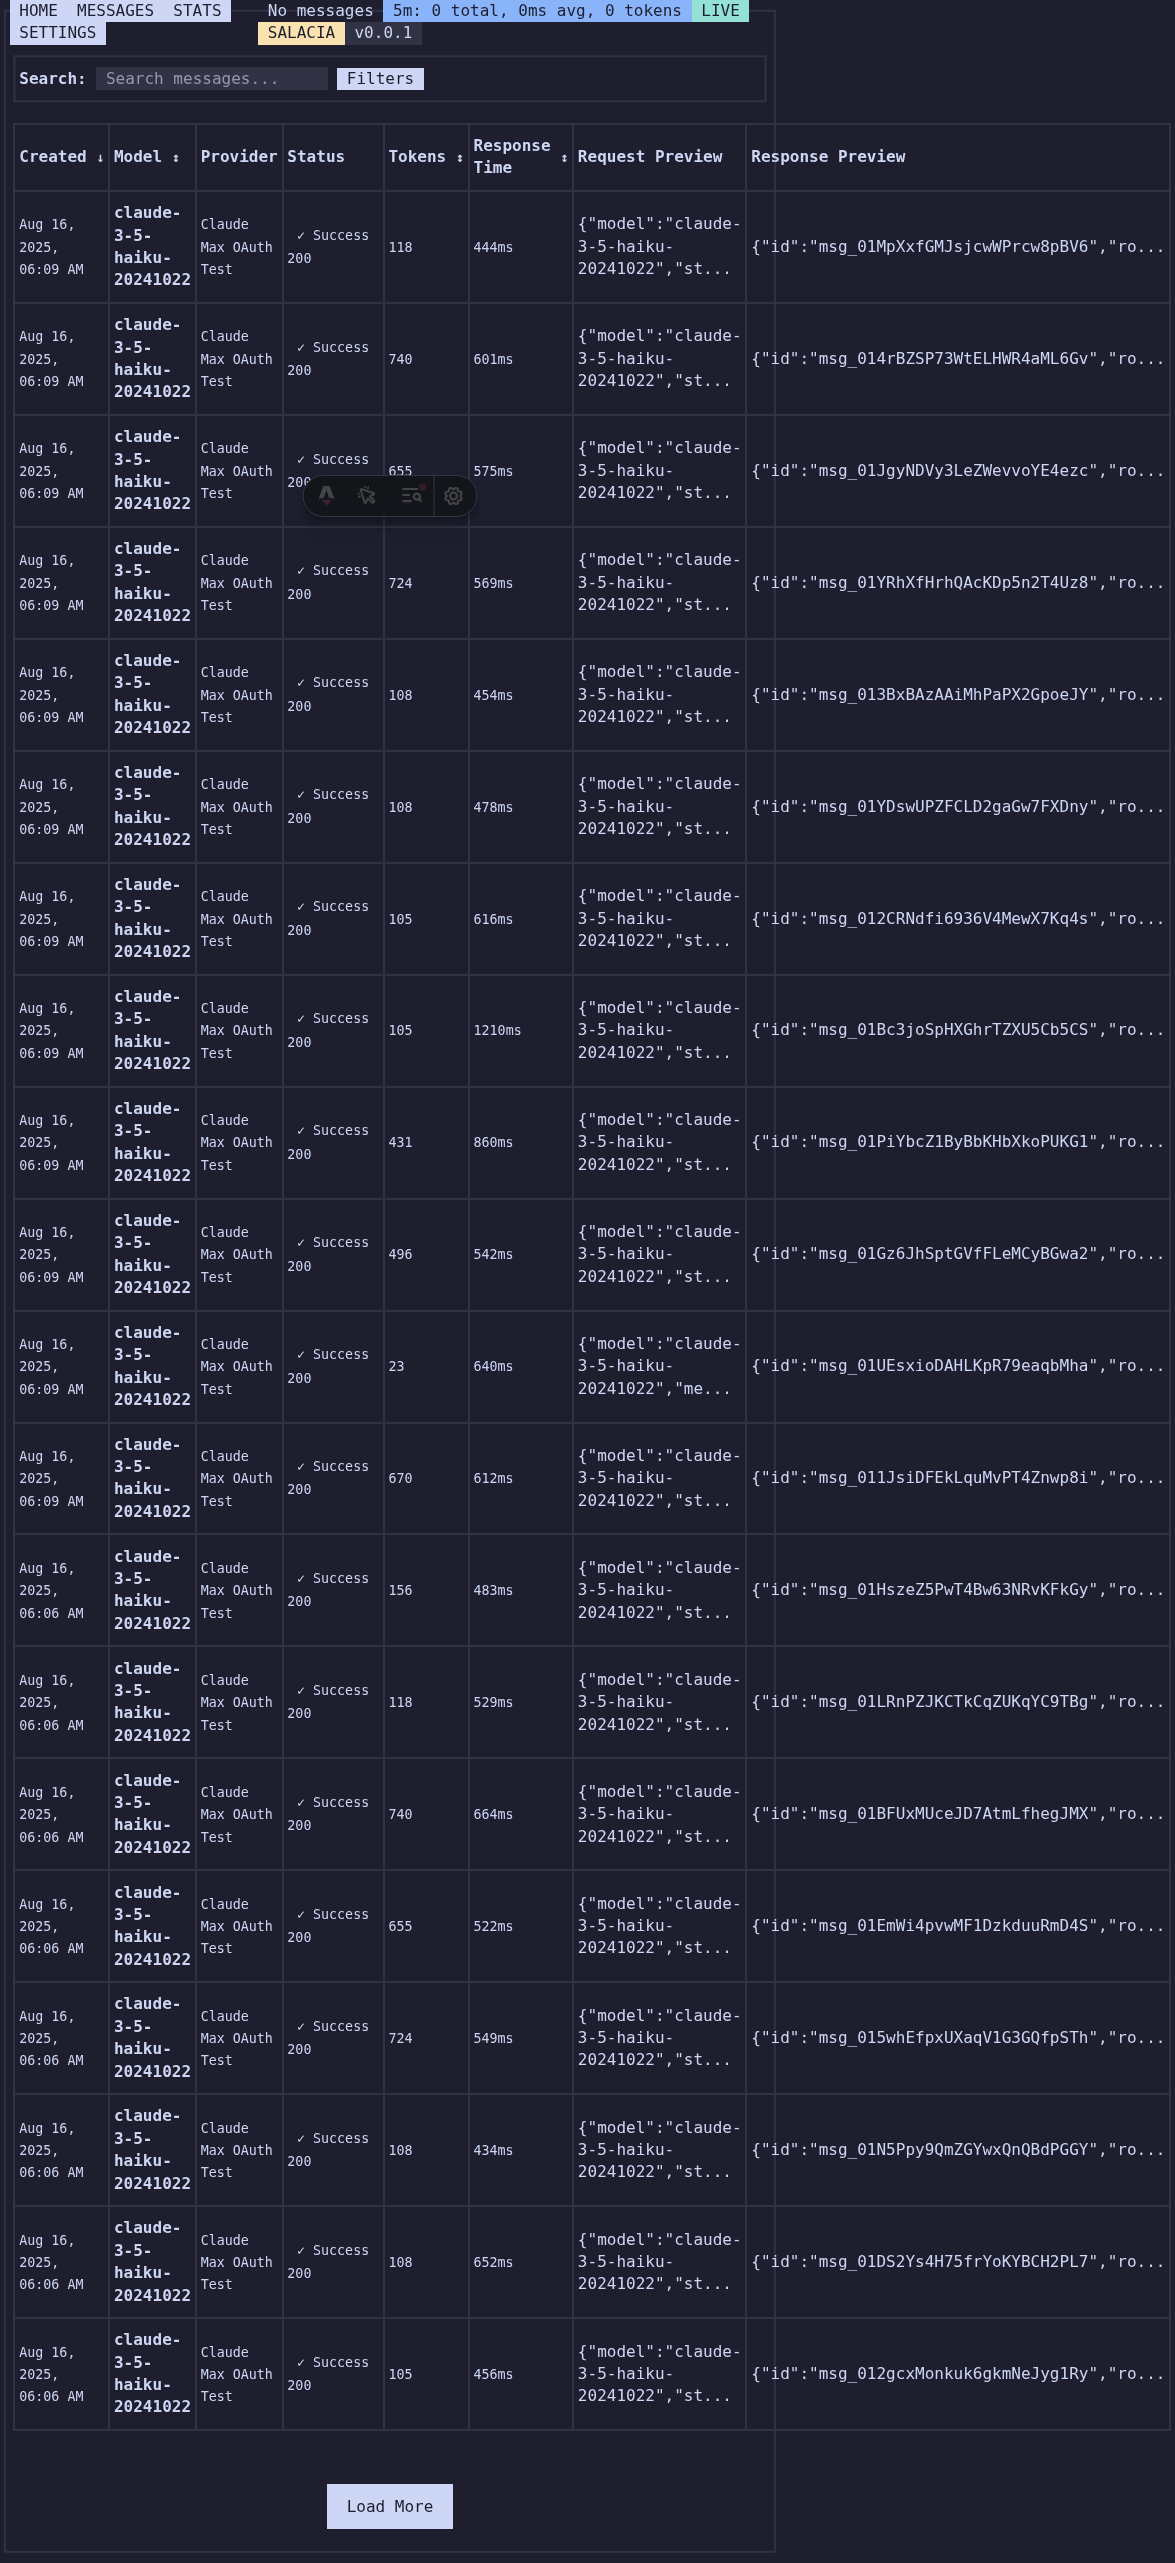 HOME MESSAGES STATS No messages 5m: 0 total, 0ms avg, 0 tokens LIVE
SETTINGS SALACIA v0.0.1
Search: Search messages... Filters
Created ↓ Model ↕ Provider Status Tokens ↕ Response Time ↕ Request Preview Response Preview
Aug 16, 2025, 06:09 AM claude-3-5-haiku-20241022 Claude Max OAuth Test ✓ Success 200 118 444ms {"model":"claude-3-5-haiku-20241022","st... {"id":"msg_01MpXxfGMJsjcwWPrcw8pBV6","ro...
Aug 16, 2025, 06:09 AM claude-3-5-haiku-20241022 Claude Max OAuth Test ✓ Success 200 740 601ms {"model":"claude-3-5-haiku-20241022","st... {"id":"msg_014rBZSP73WtELHWR4aML6Gv","ro...
Aug 16, 2025, 06:09 AM claude-3-5-haiku-20241022 Claude Max OAuth Test ✓ Success 200 655 575ms {"model":"claude-3-5-haiku-20241022","st... {"id":"msg_01JgyNDVy3LeZWevvoYE4ezc","ro...
Aug 16, 2025, 06:09 AM claude-3-5-haiku-20241022 Claude Max OAuth Test ✓ Success 200 724 569ms {"model":"claude-3-5-haiku-20241022","st... {"id":"msg_01YRhXfHrhQAcKDp5n2T4Uz8","ro...
Aug 16, 2025, 06:09 AM claude-3-5-haiku-20241022 Claude Max OAuth Test ✓ Success 200 108 454ms {"model":"claude-3-5-haiku-20241022","st... {"id":"msg_013BxBAzAAiMhPaPX2GpoeJY","ro...
Aug 16, 2025, 06:09 AM claude-3-5-haiku-20241022 Claude Max OAuth Test ✓ Success 200 108 478ms {"model":"claude-3-5-haiku-20241022","st... {"id":"msg_01YDswUPZFCLD2gaGw7FXDny","ro...
Aug 16, 2025, 06:09 AM claude-3-5-haiku-20241022 Claude Max OAuth Test ✓ Success 200 105 616ms {"model":"claude-3-5-haiku-20241022","st... {"id":"msg_012CRNdfi6936V4MewX7Kq4s","ro...
Aug 16, 2025, 06:09 AM claude-3-5-haiku-20241022 Claude Max OAuth Test ✓ Success 200 105 1210ms {"model":"claude-3-5-haiku-20241022","st... {"id":"msg_01Bc3joSpHXGhrTZXU5Cb5CS","ro...
Aug 16, 2025, 06:09 AM claude-3-5-haiku-20241022 Claude Max OAuth Test ✓ Success 200 431 860ms {"model":"claude-3-5-haiku-20241022","st... {"id":"msg_01PiYbcZ1ByBbKHbXkoPUKG1","ro...
Aug 16, 2025, 06:09 AM claude-3-5-haiku-20241022 Claude Max OAuth Test ✓ Success 200 496 542ms {"model":"claude-3-5-haiku-20241022","st... {"id":"msg_01Gz6JhSptGVfFLeMCyBGwa2","ro...
Aug 16, 2025, 06:09 AM claude-3-5-haiku-20241022 Claude Max OAuth Test ✓ Success 200 23 640ms {"model":"claude-3-5-haiku-20241022","me... {"id":"msg_01UEsxioDAHLKpR79eaqbMha","ro...
Aug 16, 2025, 06:09 AM claude-3-5-haiku-20241022 Claude Max OAuth Test ✓ Success 200 670 612ms {"model":"claude-3-5-haiku-20241022","st... {"id":"msg_011JsiDFEkLquMvPT4Znwp8i","ro...
Aug 16, 2025, 06:06 AM claude-3-5-haiku-20241022 Claude Max OAuth Test ✓ Success 200 156 483ms {"model":"claude-3-5-haiku-20241022","st... {"id":"msg_01HszeZ5PwT4Bw63NRvKFkGy","ro...
Aug 16, 2025, 06:06 AM claude-3-5-haiku-20241022 Claude Max OAuth Test ✓ Success 200 118 529ms {"model":"claude-3-5-haiku-20241022","st... {"id":"msg_01LRnPZJKCTkCqZUKqYC9TBg","ro...
Aug 16, 2025, 06:06 AM claude-3-5-haiku-20241022 Claude Max OAuth Test ✓ Success 200 740 664ms {"model":"claude-3-5-haiku-20241022","st... {"id":"msg_01BFUxMUceJD7AtmLfhegJMX","ro...
Aug 16, 2025, 06:06 AM claude-3-5-haiku-20241022 Claude Max OAuth Test ✓ Success 200 655 522ms {"model":"claude-3-5-haiku-20241022","st... {"id":"msg_01EmWi4pvwMF1DzkduuRmD4S","ro...
Aug 16, 2025, 06:06 AM claude-3-5-haiku-20241022 Claude Max OAuth Test ✓ Success 200 724 549ms {"model":"claude-3-5-haiku-20241022","st... {"id":"msg_015whEfpxUXaqV1G3GQfpSTh","ro...
Aug 16, 2025, 06:06 AM claude-3-5-haiku-20241022 Claude Max OAuth Test ✓ Success 200 108 434ms {"model":"claude-3-5-haiku-20241022","st... {"id":"msg_01N5Ppy9QmZGYwxQnQBdPGGY","ro...
Aug 16, 2025, 06:06 AM claude-3-5-haiku-20241022 Claude Max OAuth Test ✓ Success 200 108 652ms {"model":"claude-3-5-haiku-20241022","st... {"id":"msg_01DS2Ys4H75frYoKYBCH2PL7","ro...
Aug 16, 2025, 06:06 AM claude-3-5-haiku-20241022 Claude Max OAuth Test ✓ Success 200 105 456ms {"model":"claude-3-5-haiku-20241022","st... {"id":"msg_012gcxMonkuk6gkmNeJyg1Ry","ro...
Load More